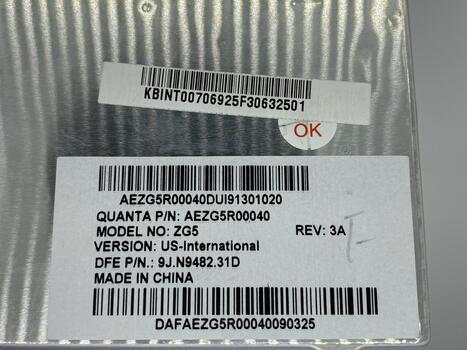 KBINT00706925F30632501
OK
AEZG5R00040DUI91301020
QUANTA P/N: AEZG5R00040
MODEL NO: ZG5 REV: 3A
VERSION: US-International
DFE P/N.: 9J.N9482.31D
MADE IN CHINA
DAFAEZG5R00040090325